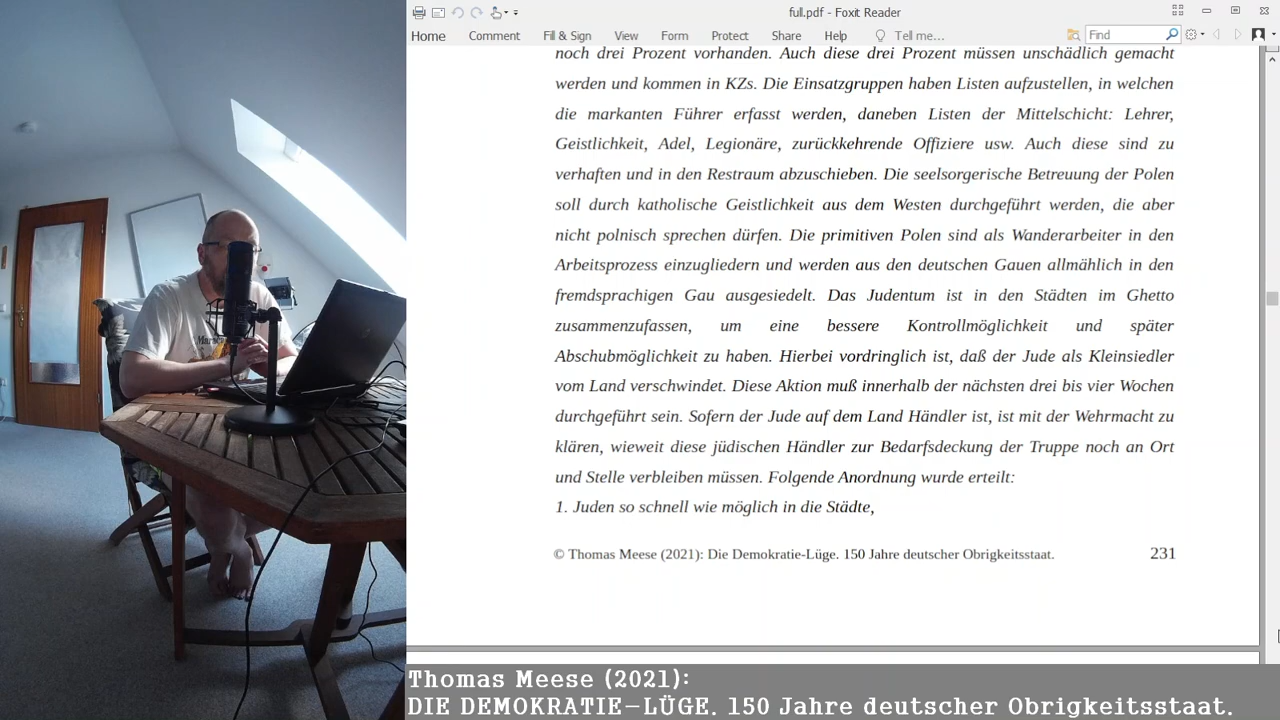 full.pdf - Foxit Reader
Home Comment Fill & Sign View Form Protect Share Help Tell me… Find
noch drei Prozent vorhanden. Auch diese drei Prozent müssen unschädlich gemacht
werden und kommen in KZs. Die Einsatzgruppen haben Listen aufzustellen, in welchen
die markanten Führer erfasst werden, daneben Listen der Mittelschicht: Lehrer,
Geistlichkeit, Adel, Legionäre, zurückkehrende Offiziere usw. Auch diese sind zu
verhaften und in den Restraum abzuschieben. Die seelsorgerische Betreuung der Polen
soll durch katholische Geistlichkeit aus dem Westen durchgeführt werden, die aber
nicht polnisch sprechen dürfen. Die primitiven Polen sind als Wanderarbeiter in den
Arbeitsprozess einzugliedern und werden aus den deutschen Gauen allmählich in den
fremdsprachigen Gau ausgesiedelt. Das Judentum ist in den Städten im Ghetto
zusammenzufassen, um eine bessere Kontrollmöglichkeit und später
Abschubmöglichkeit zu haben. Hierbei vordringlich ist, daß der Jude als Kleinsiedler
vom Land verschwindet. Diese Aktion muß innerhalb der nächsten drei bis vier Wochen
durchgeführt sein. Sofern der Jude auf dem Land Händler ist, ist mit der Wehrmacht zu
klären, wieweit diese jüdischen Händler zur Bedarfsdeckung der Truppe noch an Ort
und Stelle verbleiben müssen. Folgende Anordnung wurde erteilt:
1. Juden so schnell wie möglich in die Städte,
© Thomas Meese (2021): Die Demokratie-Lüge. 150 Jahre deutscher Obrigkeitsstaat. 231
Thomas Meese (2021):
DIE DEMOKRATIE-LÜGE. 150 Jahre deutscher Obrigkeitsstaat.